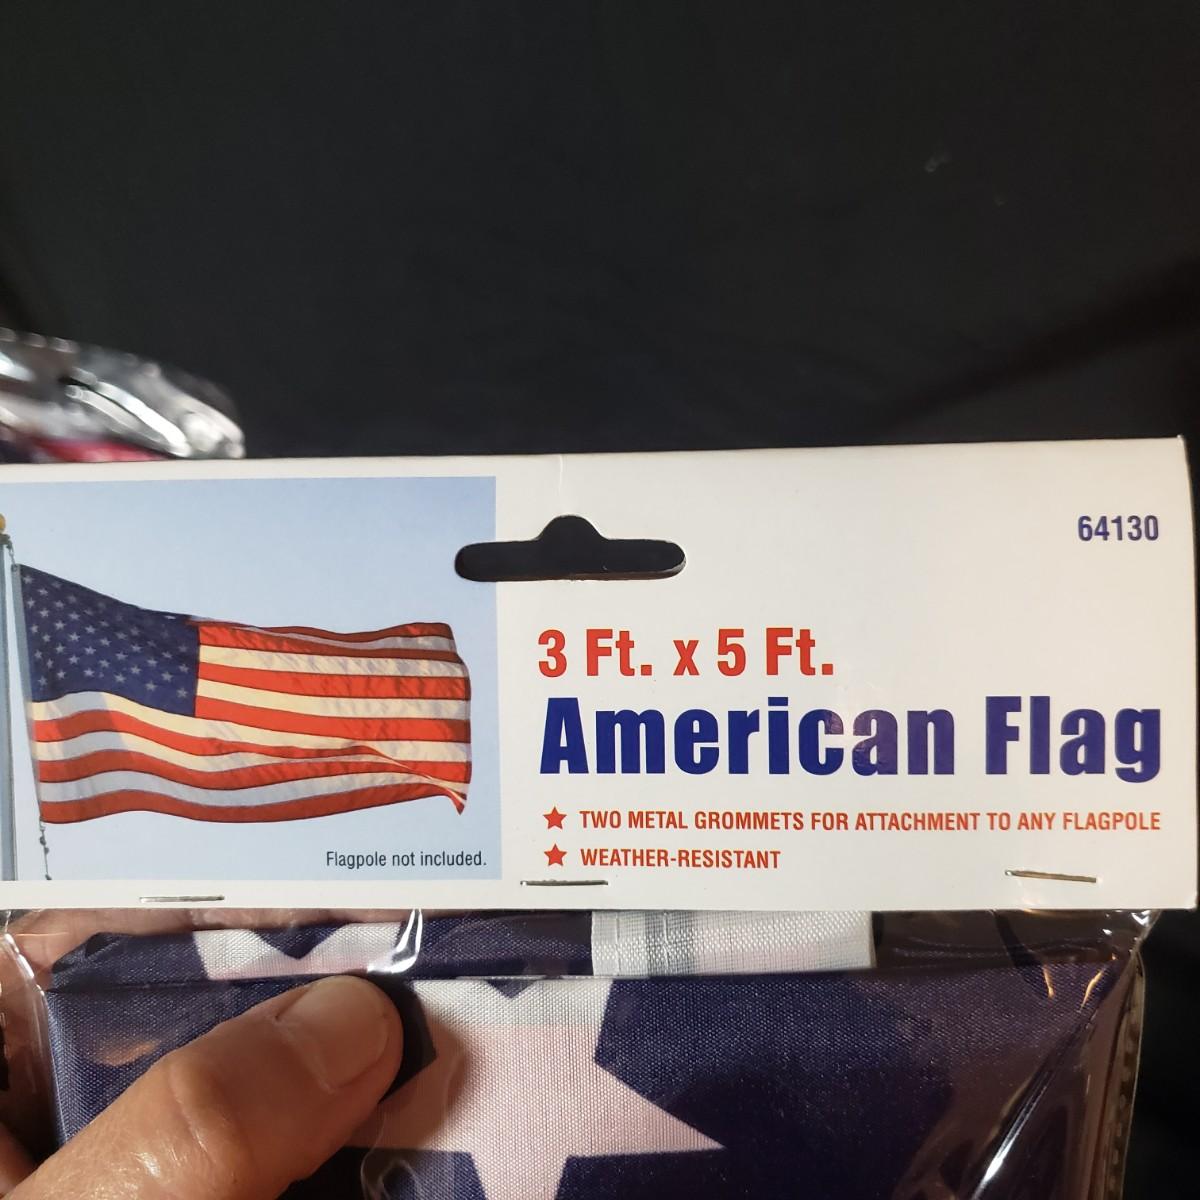 64130
3 Ft. x 5 Ft.
American Flag
★ TWO METAL GROMMETS FOR ATTACHMENT TO ANY FLAGPOLE
★ WEATHER-RESISTANT
Flagpole not included.